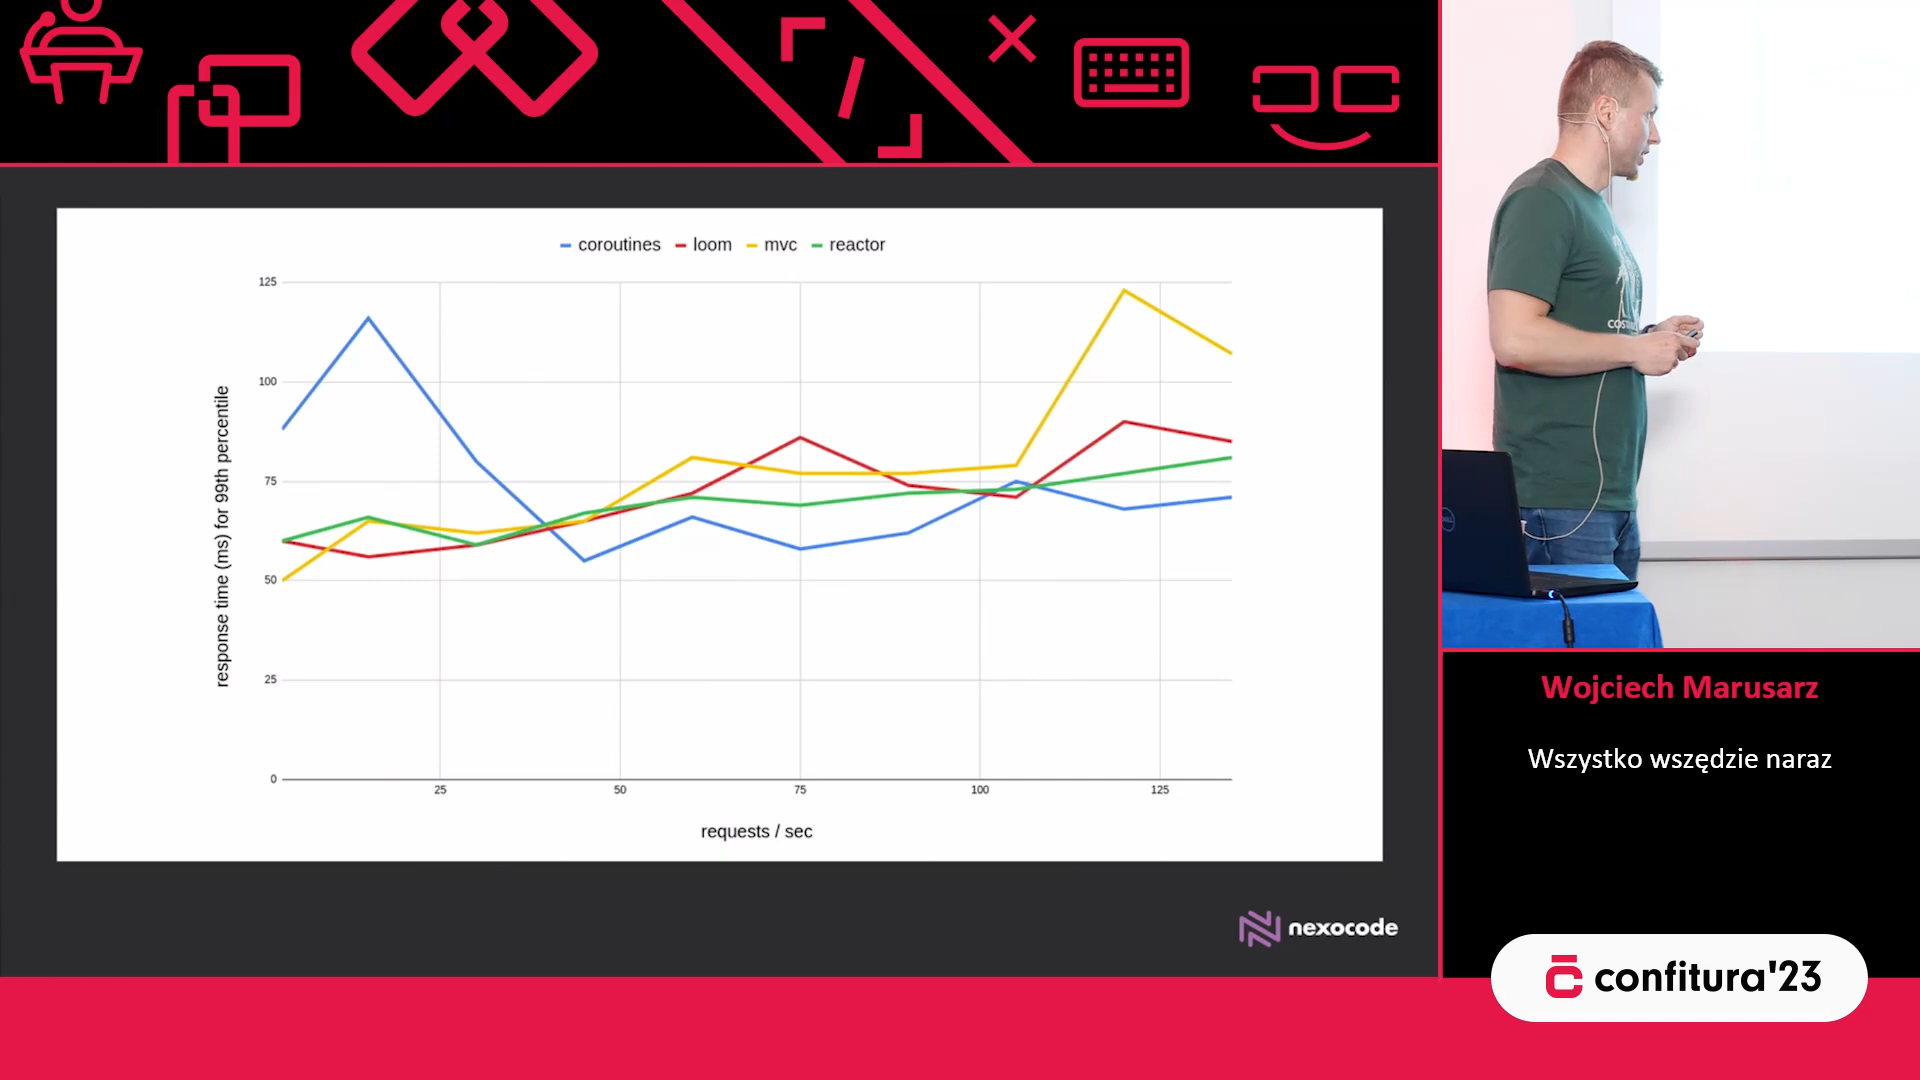 coroutines loom mvc reactor
125
100
75
50
25
0
response time (ms) for 99th percentile
25 50 75 100 125
requests / sec
nexocode
Wojciech Marusarz
Wszystko wszędzie naraz
confitura'23